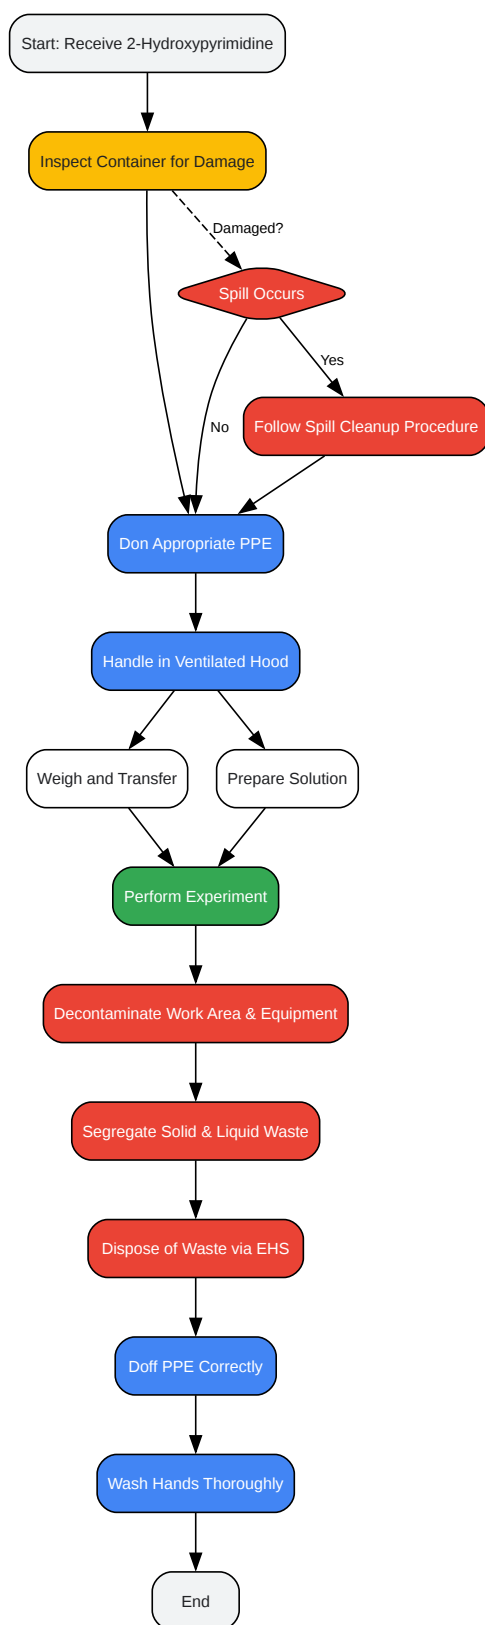 Start: Receive 2-Hydroxypyrimidine
Inspect Container for Damage
Damaged?
Spill Occurs
Yes
No
Follow Spill Cleanup Procedure
Don Appropriate PPE
Handle in Ventilated Hood
Weigh and Transfer
Prepare Solution
Perform Experiment
Decontaminate Work Area & Equipment
Segregate Solid & Liquid Waste
Dispose of Waste via EHS
Doff PPE Correctly
Wash Hands Thoroughly
End